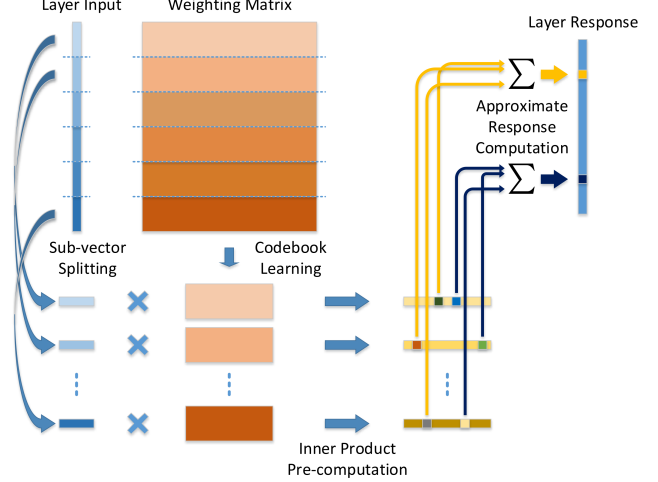 Layer Input
Weighting Matrix
Layer Response
∑
Approximate
Response
Computation
∑
Sub-vector
Splitting
Codebook
Learning
Inner Product
Pre-computation